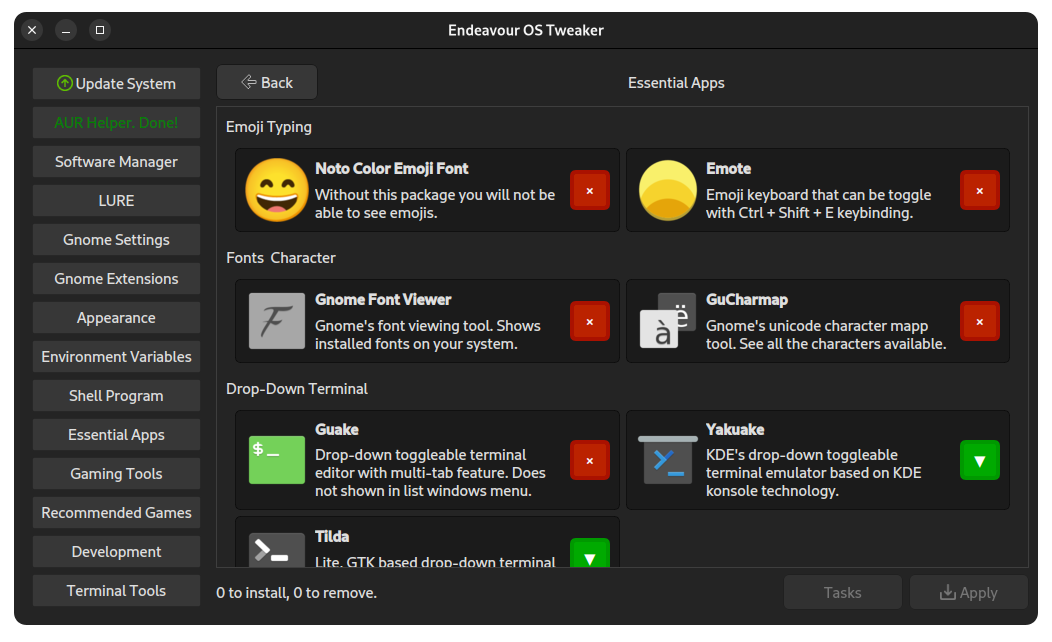 Endeavour OS Tweaker
Update System
AUR Helper. Done!
Software Manager
LURE
Gnome Settings
Gnome Extensions
Appearance
Environment Variables
Shell Program
Essential Apps
Gaming Tools
Recommended Games
Development
Terminal Tools
Back
Essential Apps
Emoji Typing
Noto Color Emoji Font
Without this package you will not be
able to see emojis.
Emote
Emoji keyboard that can be toggle
with Ctrl + Shift + E keybinding.
Fonts  Character
Gnome Font Viewer
Gnome's font viewing tool. Shows
installed fonts on your system.
GuCharmap
Gnome's unicode character mapp
tool. See all the characters available.
Drop-Down Terminal
Guake
Drop-down toggleable terminal
editor with multi-tab feature. Does
not shown in list windows menu.
Yakuake
KDE's drop-down toggleable
terminal emulator based on KDE
konsole technology.
Tilda
Lite, GTK based drop-down terminal
0 to install, 0 to remove.
Tasks
Apply